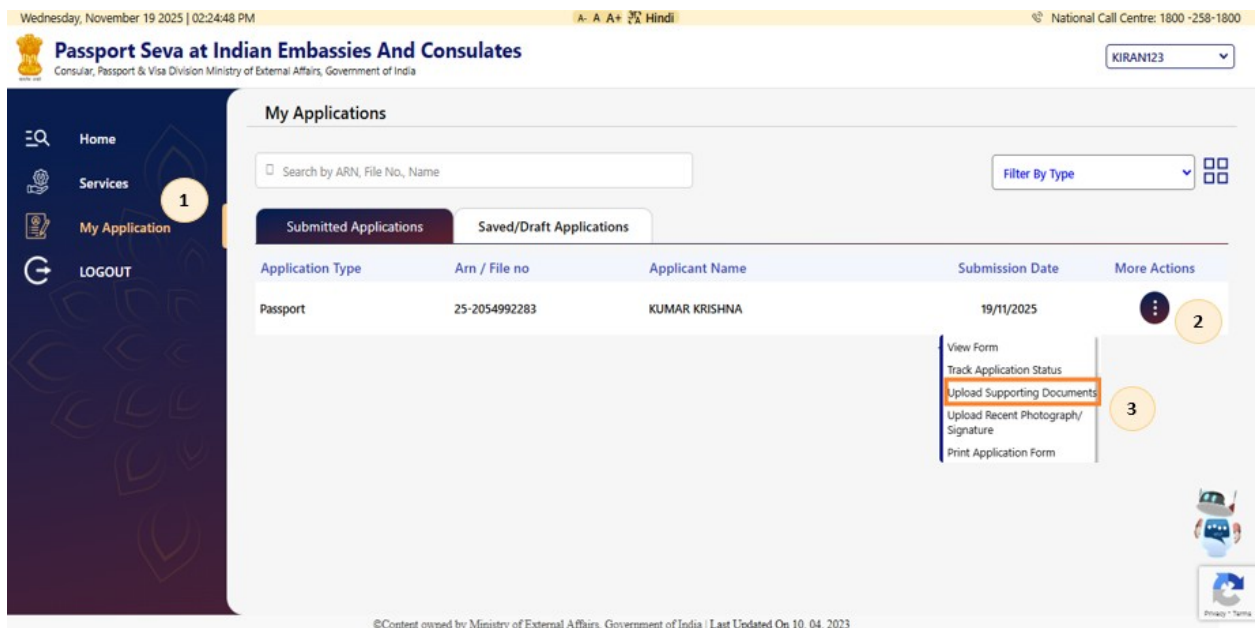 Wednesday, November 19 2025 | 02:24:48 PM
A- A A+ Hindi
National Call Centre: 1800 -258-1800
Passport Seva at Indian Embassies And Consulates
Consular, Passport & Visa Division Ministry of External Affairs, Government of India
KIRAN123
My Applications
Home
Services
1
My Application
LOGOUT
Search by ARN, File No., Name
Filter By Type
Submitted Applications
Saved/Draft Applications
Application Type Arn / File no Applicant Name Submission Date More Actions
Passport 25-2054992283 KUMAR KRISHNA 19/11/2025
2
View Form
Track Application Status
Upload Supporting Documents
3
Upload Recent Photograph/
Signature
Print Application Form
Privacy - Terms
©Content owned by Ministry of External Affairs, Government of India | Last Updated On 10. 04. 2023